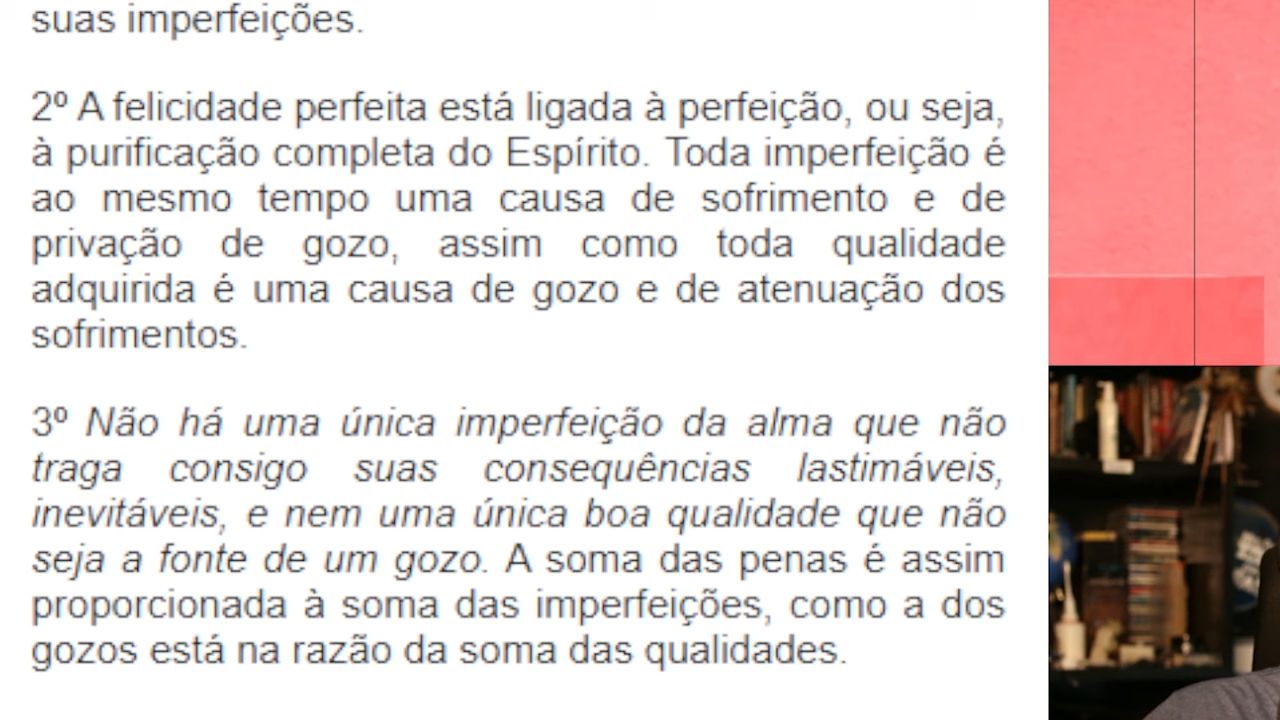 suas imperfeições.
2º A felicidade perfeita está ligada à perfeição, ou seja,
à purificação completa do Espírito. Toda imperfeição é
ao mesmo tempo uma causa de sofrimento e de
privação de gozo, assim como toda qualidade
adquirida é uma causa de gozo e de atenuação dos
sofrimentos.
3º Não há uma única imperfeição da alma que não
traga consigo suas consequências lastimáveis,
inevitáveis, e nem uma única boa qualidade que não
seja a fonte de um gozo. A soma das penas é assim
proporcionada à soma das imperfeições, como a dos
gozos está na razão da soma das qualidades.